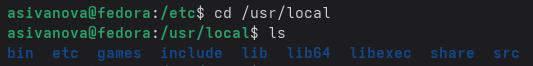 asivanova@fedora:/etc$ cd /usr/local
asivanova@fedora:/usr/local$ ls
bin  etc  games  include  lib  lib64  libexec  share  src